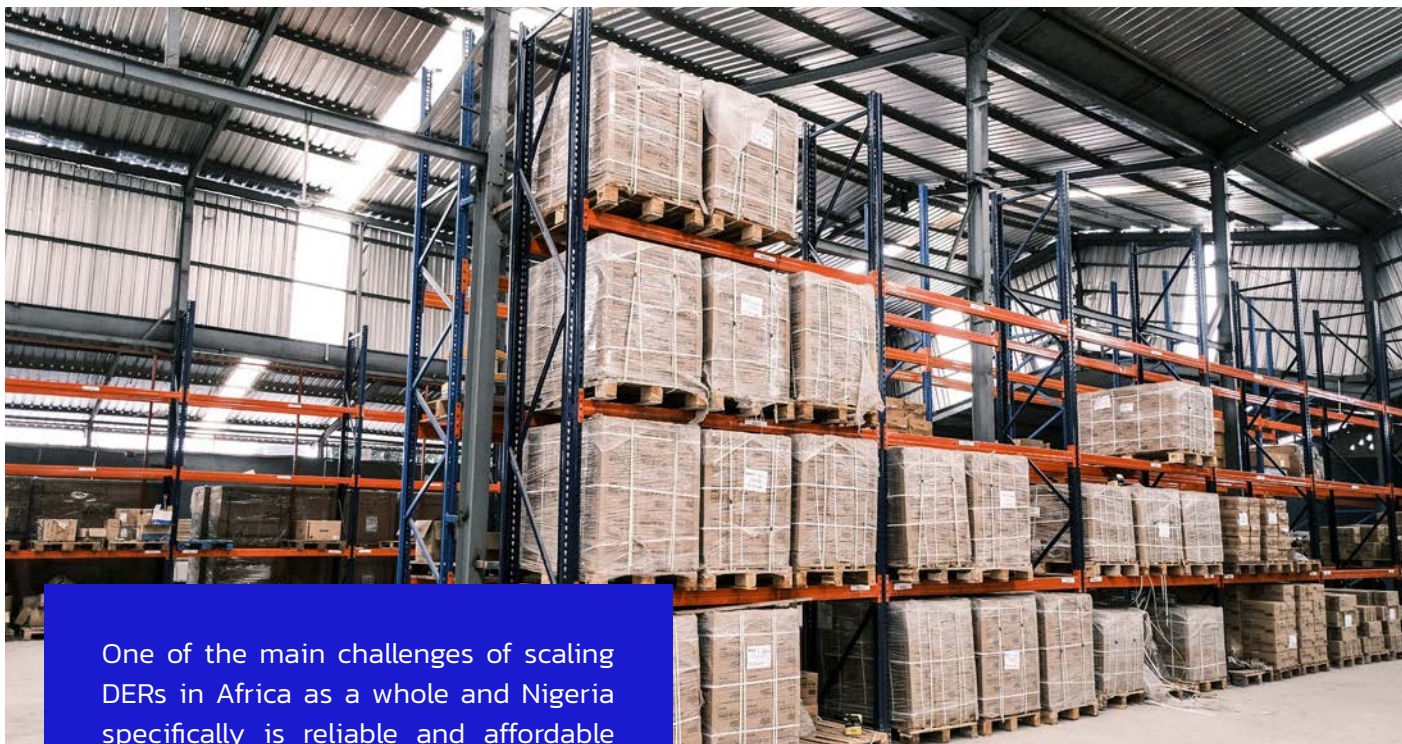 One of the main challenges of scaling
DERs in Africa as a whole and Nigeria
specifically is reliable and affordable